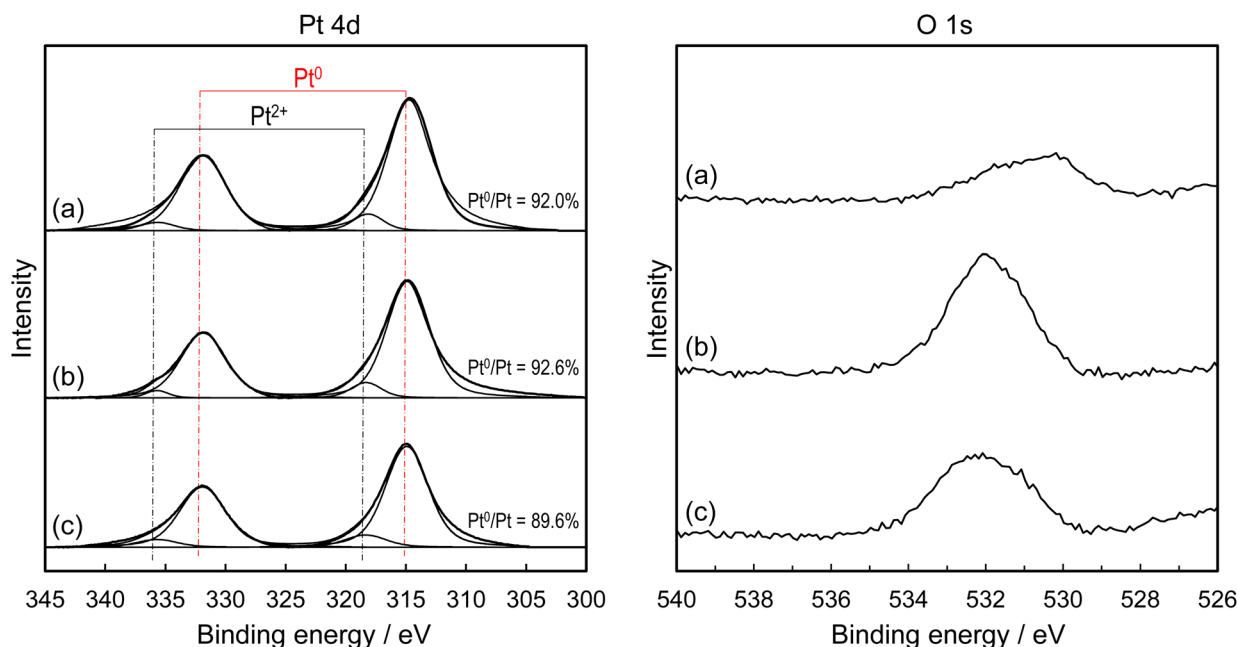 Pt 4d
Pt⁰
Pt²⁺
(a)
Pt⁰/Pt = 92.0%
(b)
Pt⁰/Pt = 92.6%
(c)
Pt⁰/Pt = 89.6%
Intensity
345 340 335 330 325 320 315 310 305 300
Binding energy / eV
O 1s
(a)
(b)
(c)
Intensity
540 538 536 534 532 530 528 526
Binding energy / eV